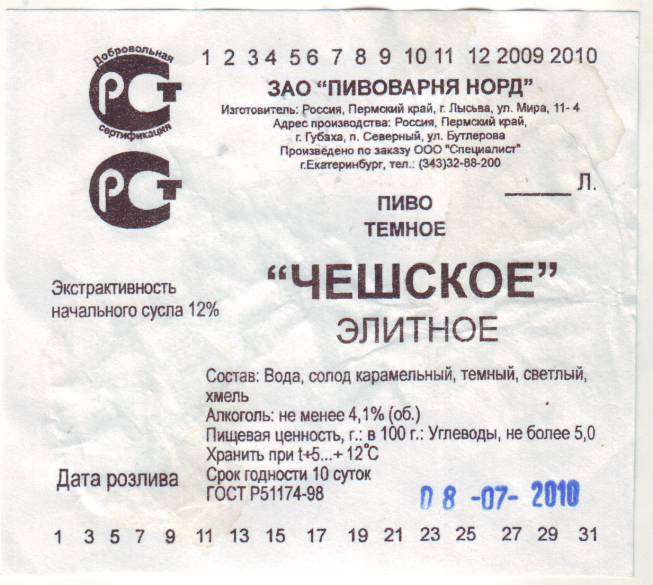 Добровольная
РСТ
сертификация
РСТ
1 2 3 4 5 6 7 8 9 10 11 12 2009 2010
ЗАО “ПИВОВАРНЯ НОРД”
Изготовитель: Россия, Пермский край, г. Лысьва, ул. Мира, 11- 4
Адрес производства: Россия, Пермский край,
г. Губаха, п. Северный, ул. Бутлерова
Произведено по заказу ООО "Специалист"
г.Екатеринбург, тел.: (343)32-88-200
______ Л.
ПИВО
ТЕМНОЕ
“ЧЕШСКОЕ”
ЭЛИТНОЕ
Экстрактивность
начального сусла 12%
Состав: Вода, солод карамельный, темный, светлый,
хмель
Алкоголь: не менее 4,1% (об.)
Пищевая ценность, г.: в 100 г.: Углеводы, не более 5,0
Хранить при t+5...+ 12°С
Срок годности 10 суток
ГОСТ Р51174-98
Дата розлива
08 -07- 2010
1 3 5 7 9 11 13 15 17 19 21 23 25 27 29 31